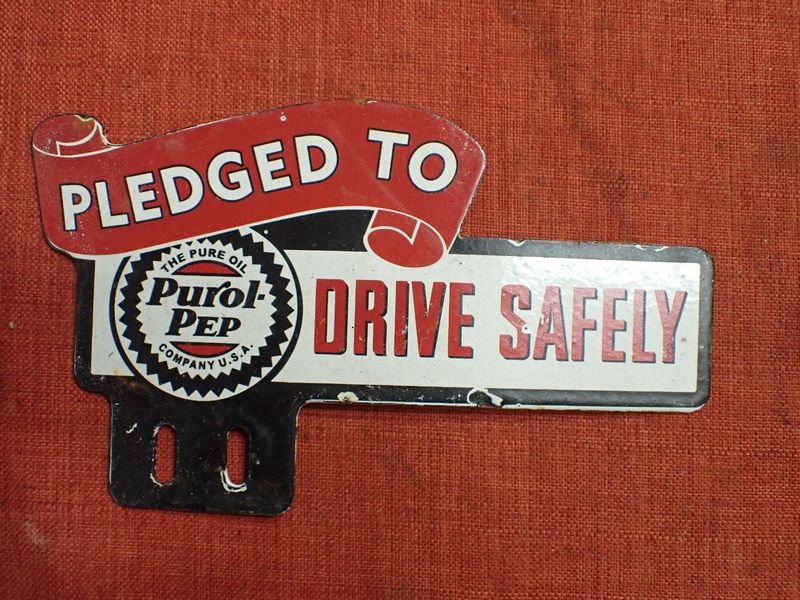 PLEDGED TO
THE PURE OIL
Purol-
PEP
COMPANY U.S.A.
DRIVE SAFELY